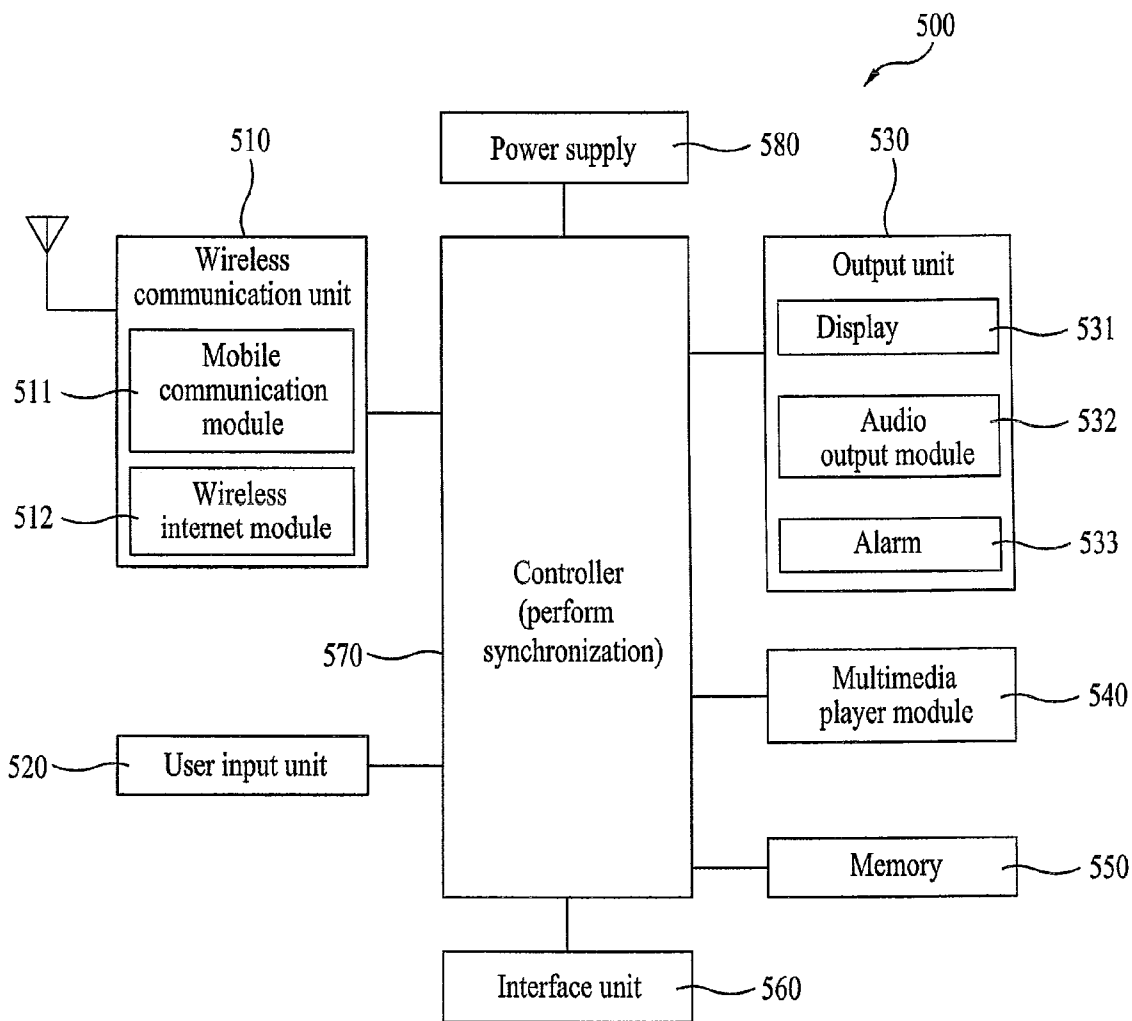 500
Power supply
580
510
530
Wireless
communication unit
Mobile
communication
module
511
Wireless
internet module
512
Output unit
Display
531
Audio
output module
532
Alarm
533
Controller
(perform
synchronization)
570
Multimedia
player module
540
520
User input unit
Memory
550
Interface unit
560